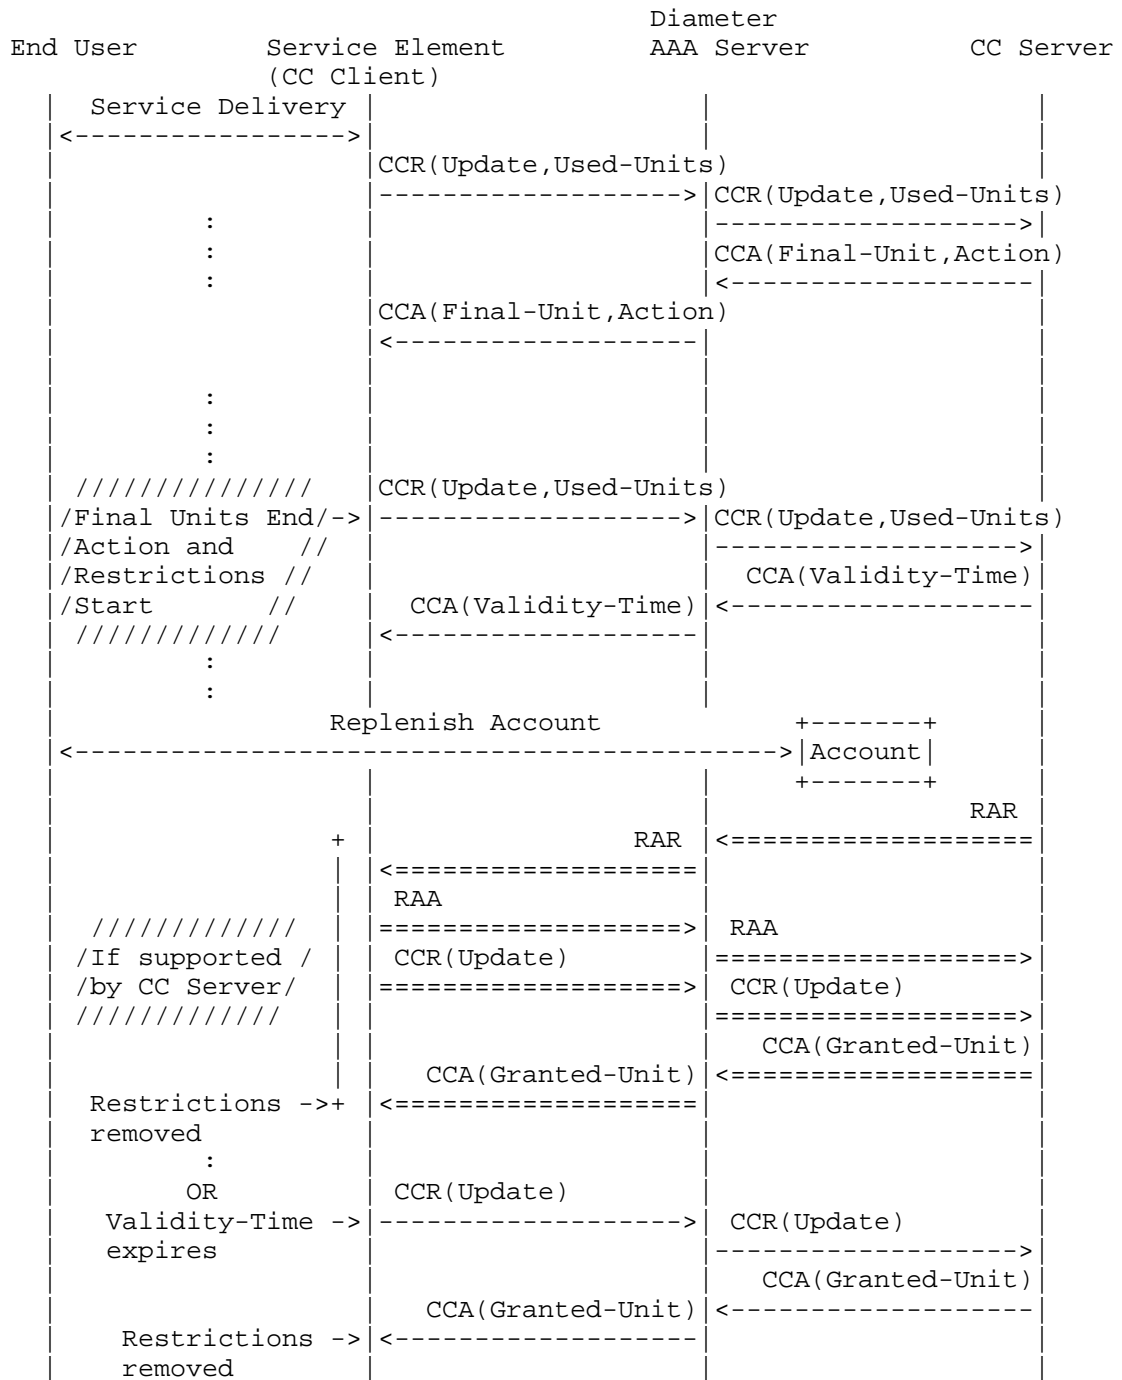 Diameter
End User Service Element AAA Server CC Server
(CC Client)
Service Delivery
CCR(Update,Used-Units)
CCR(Update,Used-Units)
CCA(Final-Unit,Action)
CCA(Final-Unit,Action)
CCR(Update,Used-Units)
Final Units End CCR(Update,Used-Units)
Action and
Restrictions CCA(Validity-Time)
Start CCA(Validity-Time)
Replenish Account
Account
RAR
RAR
RAA
RAA
If supported CCR(Update)
by CC Server CCR(Update)
CCA(Granted-Unit)
CCA(Granted-Unit)
Restrictions
removed
OR CCR(Update)
Validity-Time CCR(Update)
expires
CCA(Granted-Unit)
CCA(Granted-Unit)
Restrictions
removed